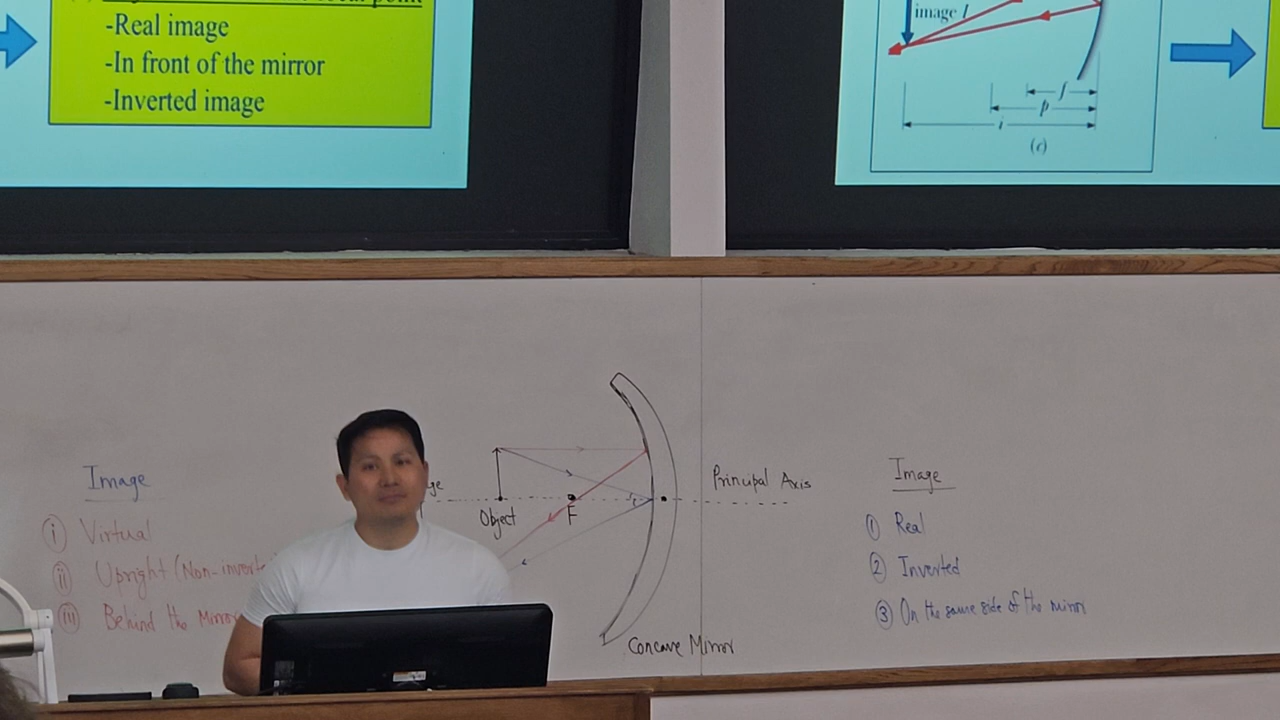 -Real image
-In front of the mirror
-Inverted image
image I
f
p
i
(c)
Image
i Virtual
ii Upright (Non-inverte
iii Behind the Mirror
ge
Object
F
Principal Axis
Concave Mirror
Image
1 Real
2 Inverted
3 On the same side of the mirror